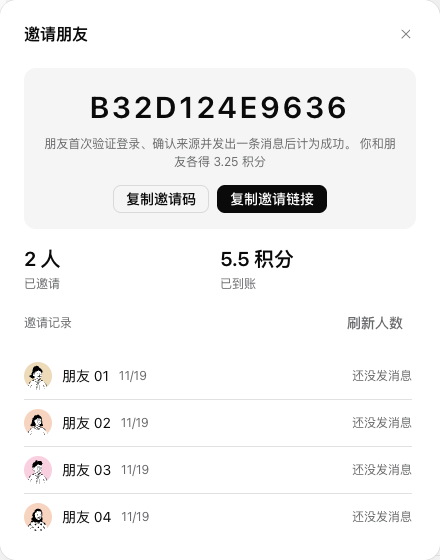 邀请朋友
B32D124E9636
朋友首次验证登录、确认来源并发出一条消息后计为成功。 你和朋
友各得 3.25 积分
复制邀请码 复制邀请链接
2 人 5.5 积分
已邀请 已到账
邀请记录 刷新人数
朋友 01 11/19 还没发消息
朋友 02 11/19 还没发消息
朋友 03 11/19 还没发消息
朋友 04 11/19 还没发消息